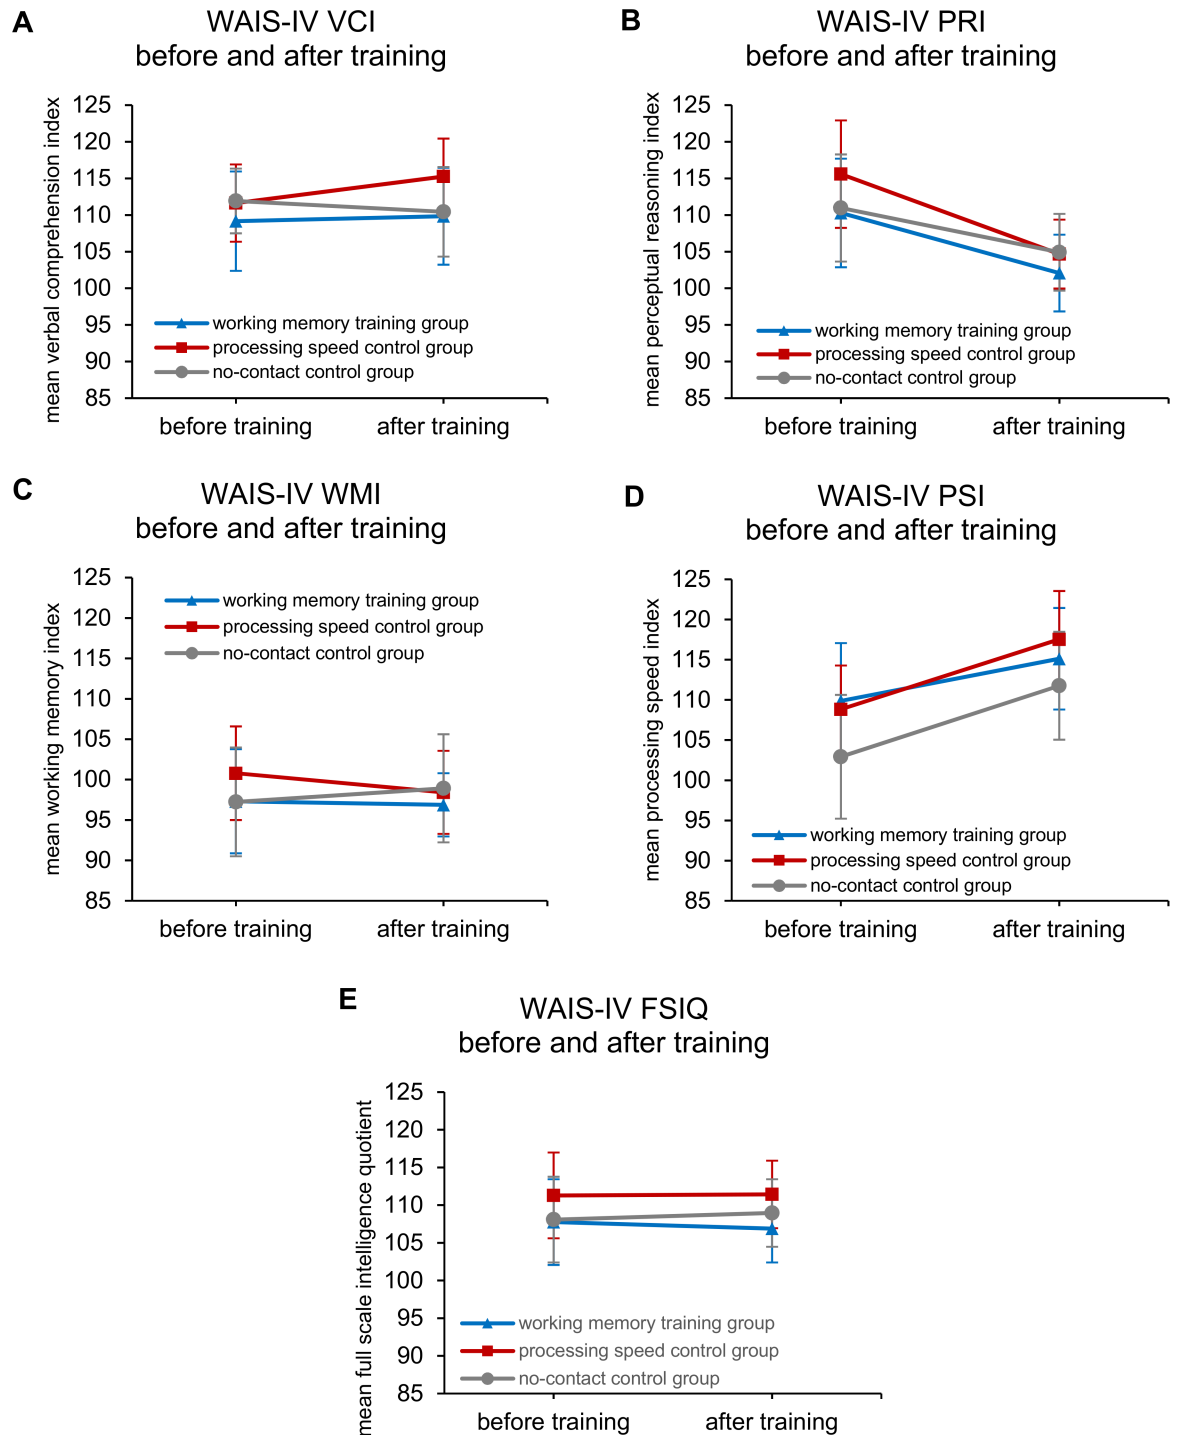 A
WAIS-IV VCI
before and after training
mean verbal comprehension index
125
120
115
110
105
100
95
90
85
working memory training group
processing speed control group
no-contact control group
before training
after training
B
WAIS-IV PRI
before and after training
mean perceptual reasoning index
125
120
115
110
105
100
95
90
85
working memory training group
processing speed control group
no-contact control group
before training
after training
C
WAIS-IV WMI
before and after training
mean working memory index
125
120
115
110
105
100
95
90
85
working memory training group
processing speed control group
no-contact control group
before training
after training
D
WAIS-IV PSI
before and after training
mean processing speed index
125
120
115
110
105
100
95
90
85
working memory training group
processing speed control group
no-contact control group
before training
after training
E
WAIS-IV FSIQ
before and after training
mean full scale intelligence quotient
125
120
115
110
105
100
95
90
85
working memory training group
processing speed control group
no-contact control group
before training
after training